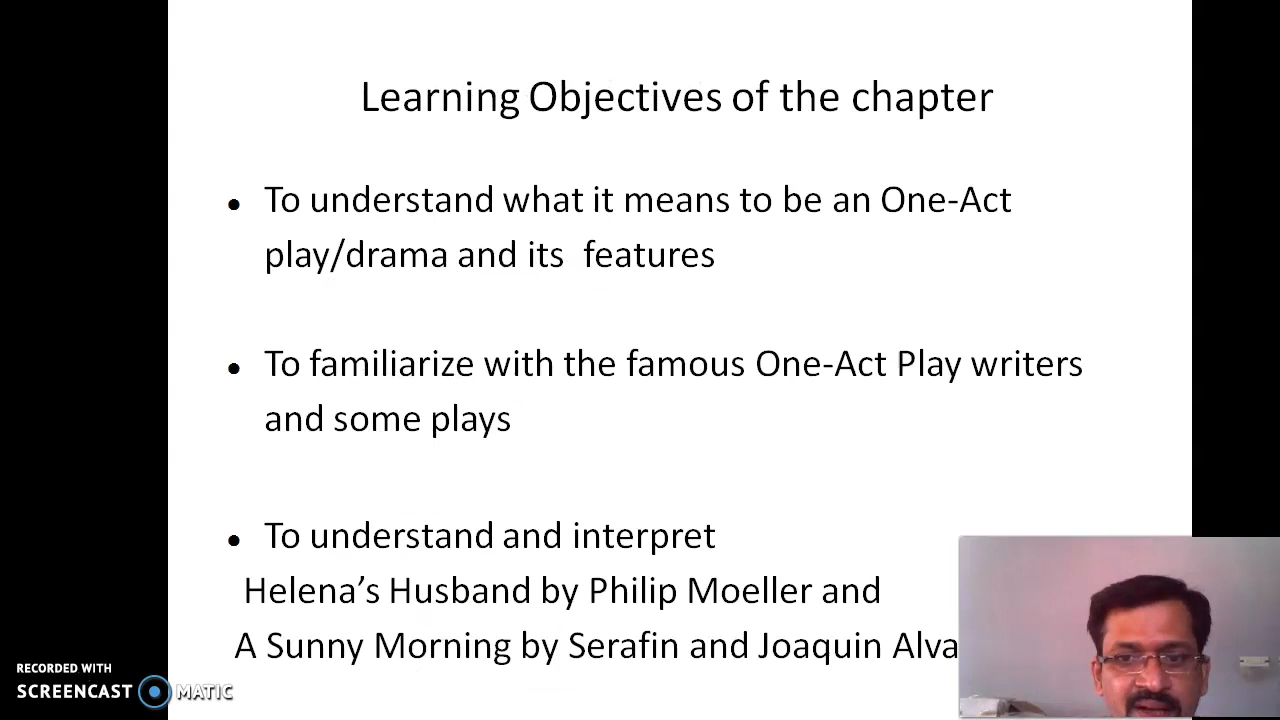 Learning Objectives of the chapter
• To understand what it means to be an One-Act
play/drama and its features
• To familiarize with the famous One-Act Play writers
and some plays
• To understand and interpret
Helena's Husband by Philip Moeller and
A Sunny Morning by Serafin and Joaquin Alva
RECORDED WITH
SCREENCAST MATIC